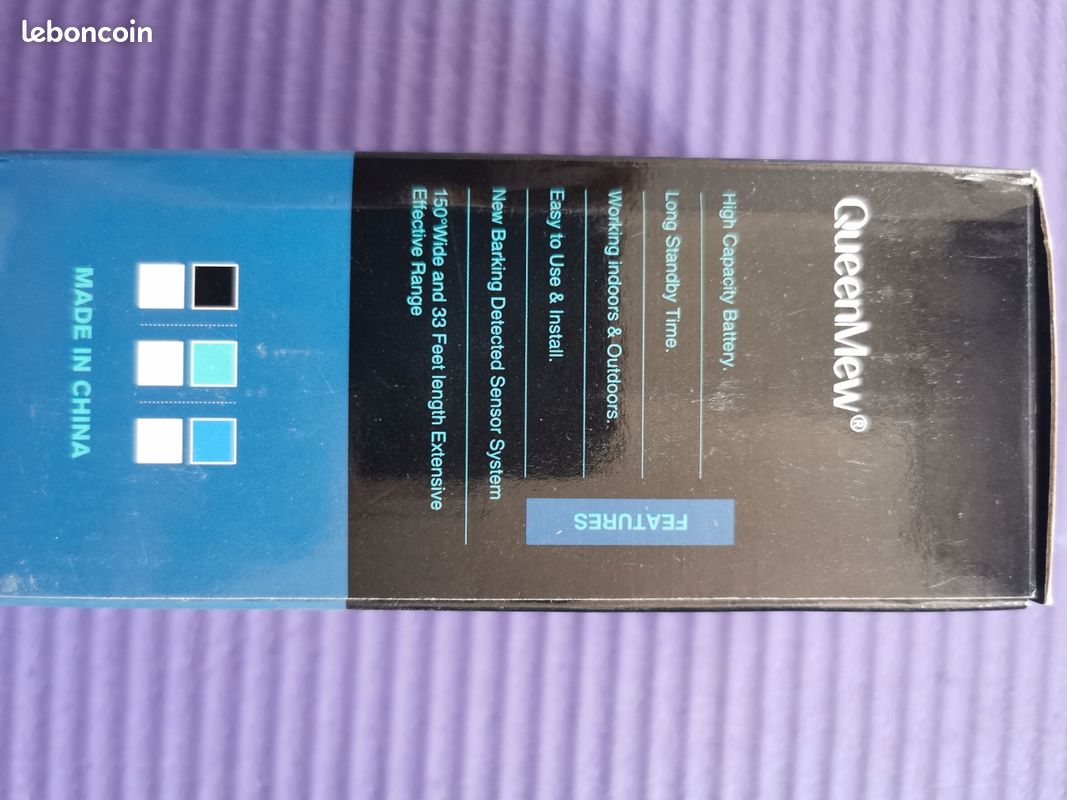 leboncoin
QueenMew®
FEATURES
High Capacity Battery.
Long Standby Time.
Working indoors & Outdoors.
Easy to Use & Install.
New Barking Detected Sensor System
150°Wide and 33 Feet length Extensive
Effective Range
MADE IN CHINA